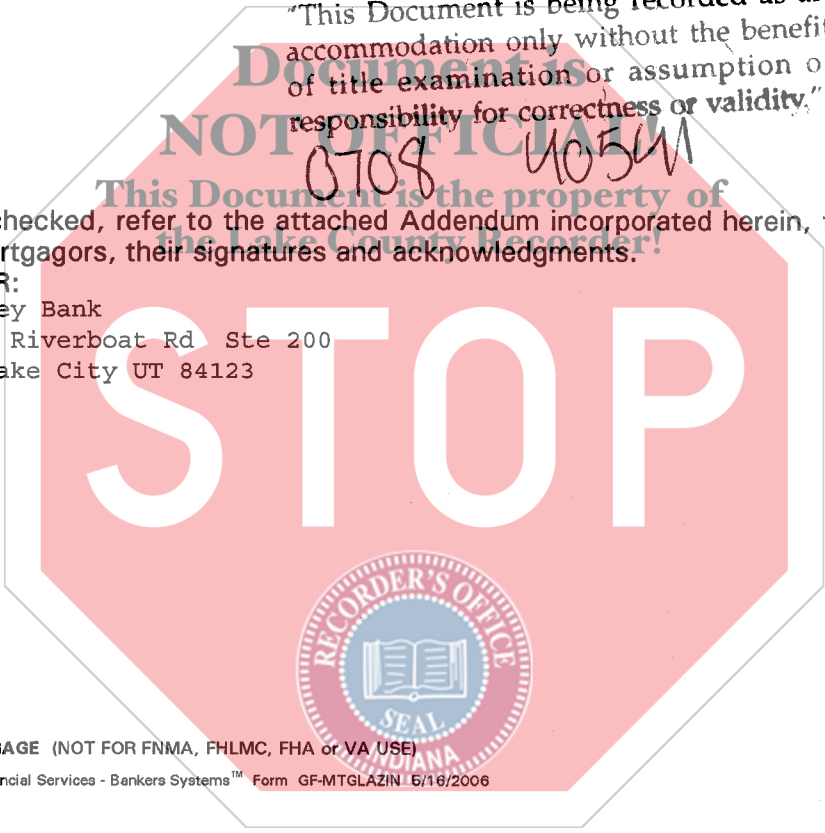 "This Document is being recorded as an
accommodation only without the benefit
of title examination or assumption o
responsibility for correctness or validity."
Document is
NOT OFFICIAL!
0708 40541
This Document is the property of
the Lake County Recorder!
checked, refer to the attached Addendum incorporated herein,
rtgagors, their signatures and acknowledgments.
R:
ey Bank
Riverboat Rd Ste 200
ake City UT 84123
STOP
RECORDER'S OFFICE
SEAL
INDIANA
GAGE (NOT FOR FNMA, FHLMC, FHA or VA USE)
ncial Services - Bankers Systems™ Form GF-MTGLAZIN 5/16/2006